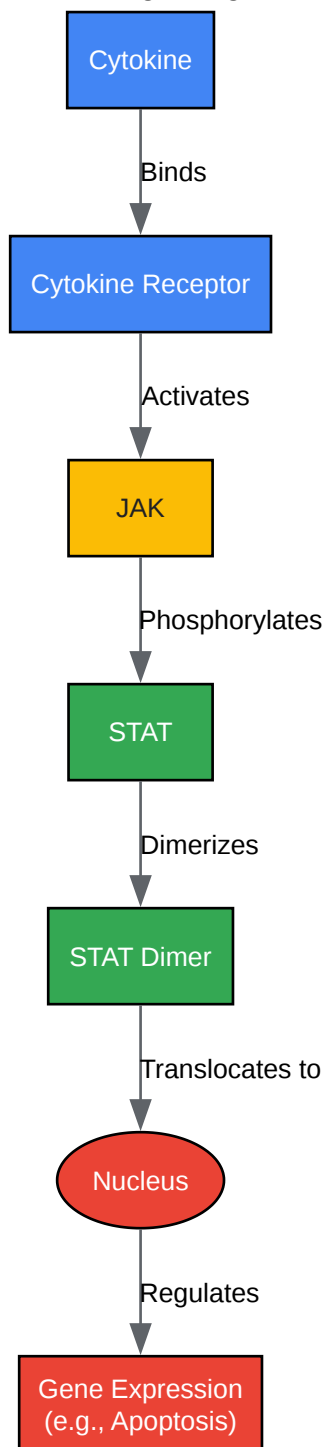 Cytokine
Binds
Cytokine Receptor
Activates
JAK
Phosphorylates
STAT
Dimerizes
STAT Dimer
Translocates to
Nucleus
Regulates
Gene Expression
(e.g., Apoptosis)